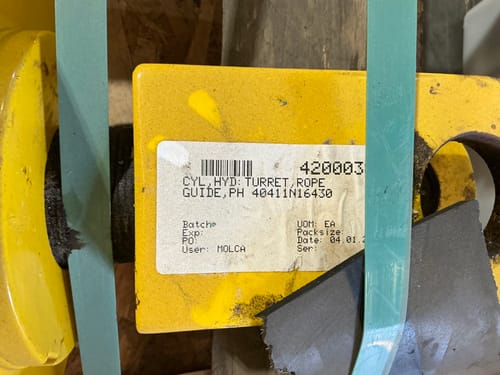 420003
CYL,HYD:TURRET,ROPE
GUIDE,PH 40411N16430
Batch: UOM: EA
Exp: Packsize:
PO: Date: 04.01.2
User: MOLCA Ser: